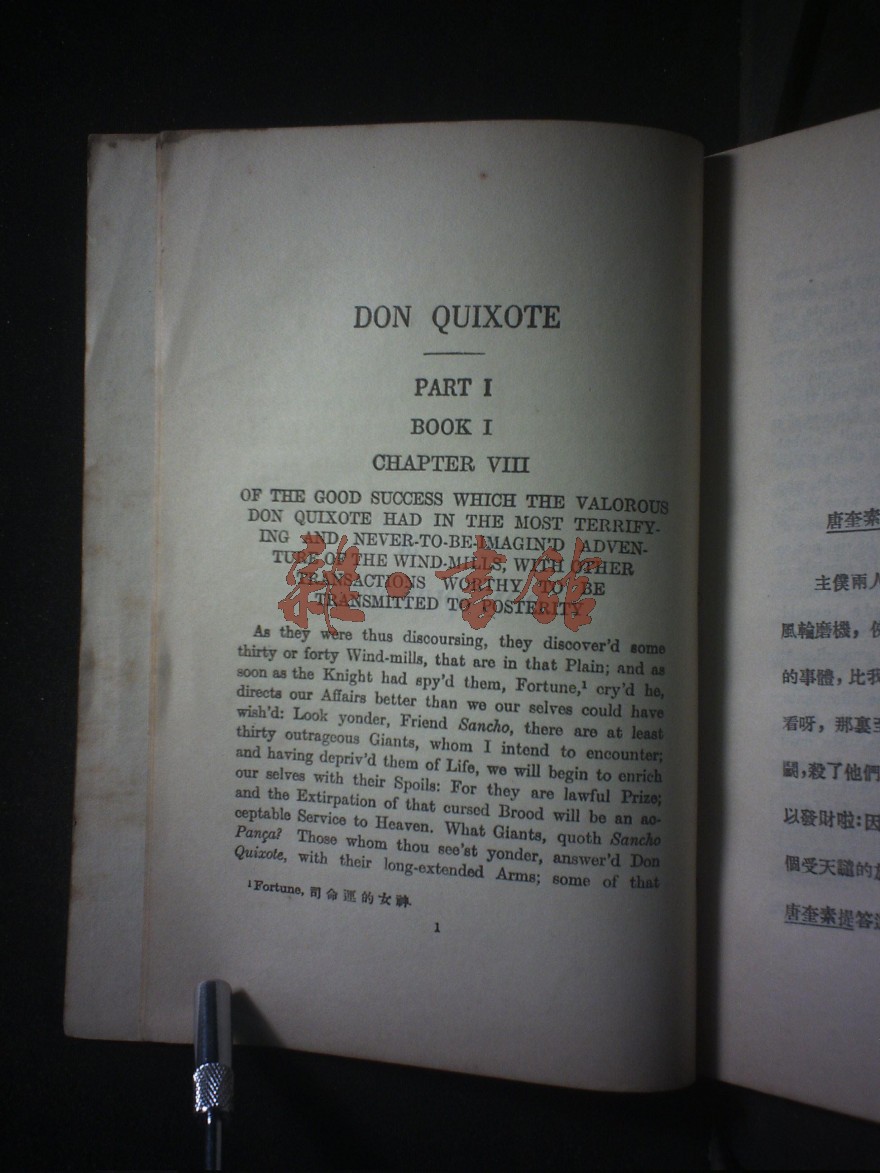 DON QUIXOTE
PART I
BOOK I
CHAPTER VIII
OF THE GOOD SUCCESS WHICH THE VALOROUS
DON QUIXOTE HAD IN THE MOST TERRIFY-
ING AND NEVER-TO-BE-IMAGIN'D ADVEN-
TURE OF THE WIND-MILLS, WITH OTHER
TRANSACTIONS WORTHY TO BE
TRANSMITTED TO POSTERITY.
As they were thus discoursing, they discover'd some
thirty or forty Wind-mills, that are in that Plain; and as
soon as the Knight had spy'd them, Fortune,¹ cry'd he,
directs our Affairs better than we our selves could have
wish'd: Look yonder, Friend Sancho, there are at least
thirty outrageous Giants, whom I intend to encounter;
and having depriv'd them of Life, we will begin to enrich
our selves with their Spoils: For they are lawful Prize;
and the Extirpation of that cursed Brood will be an ac-
ceptable Service to Heaven. What Giants, quoth Sancho
Pança? Those whom thou see'st yonder, answer'd Don
Quixote, with their long-extended Arms; some of that
¹Fortune, 司命運的女神.
1
雜·書館
唐奎素
主僕兩人
風輪磨機,
的事體,比我
看呀,那裏至
鬭,殺了他們
以發財啦:因
個受天譴的
唐奎素提答